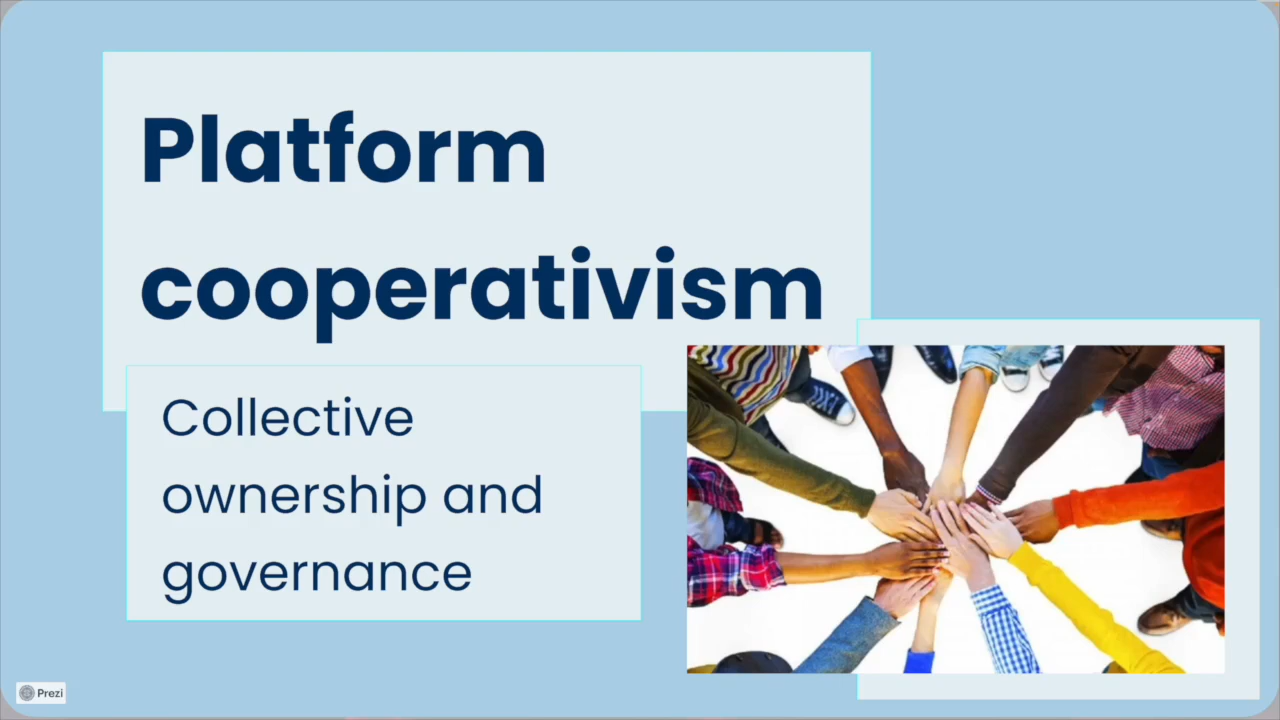 Platform
cooperativism
Collective
ownership and
governance
Prezi